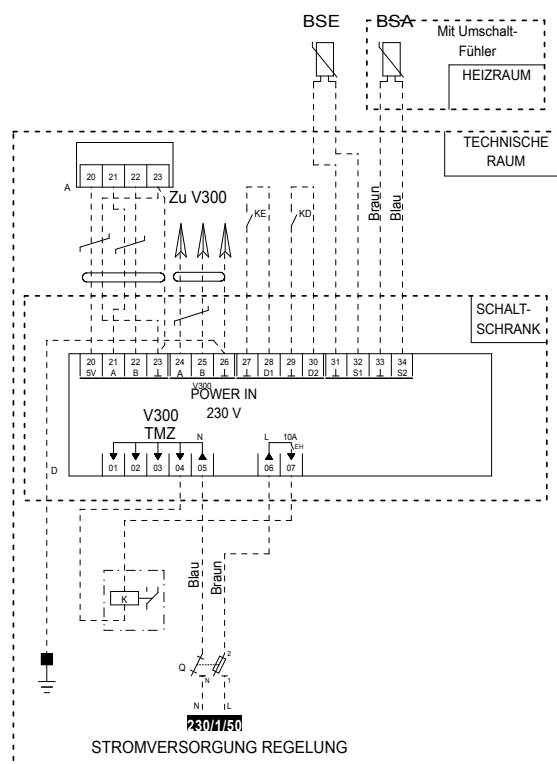 BSE
BSA
Mit Umschalt-
Fühler
HEIZRAUM
TECHNISCHE
RAUM
20 21 22 23
A
Zu V300
KE
KD
Braun
Blau
SCHALT-
SCHRANK
20 21 22 23 24 25 26 27 28 29 30 31 32 33 34
5V A B ⊥ A B ⊥ ⊥ D1 ⊥ D2 ⊥ S1 ⊥ S2
V300
POWER IN
230 V
V300
TMZ
N
L
10A
EH
01 02 03 04 05 06 07
D
K
Blau
Braun
Q
2
N
1
N
L
230/1/50
STROMVERSORGUNG REGELUNG